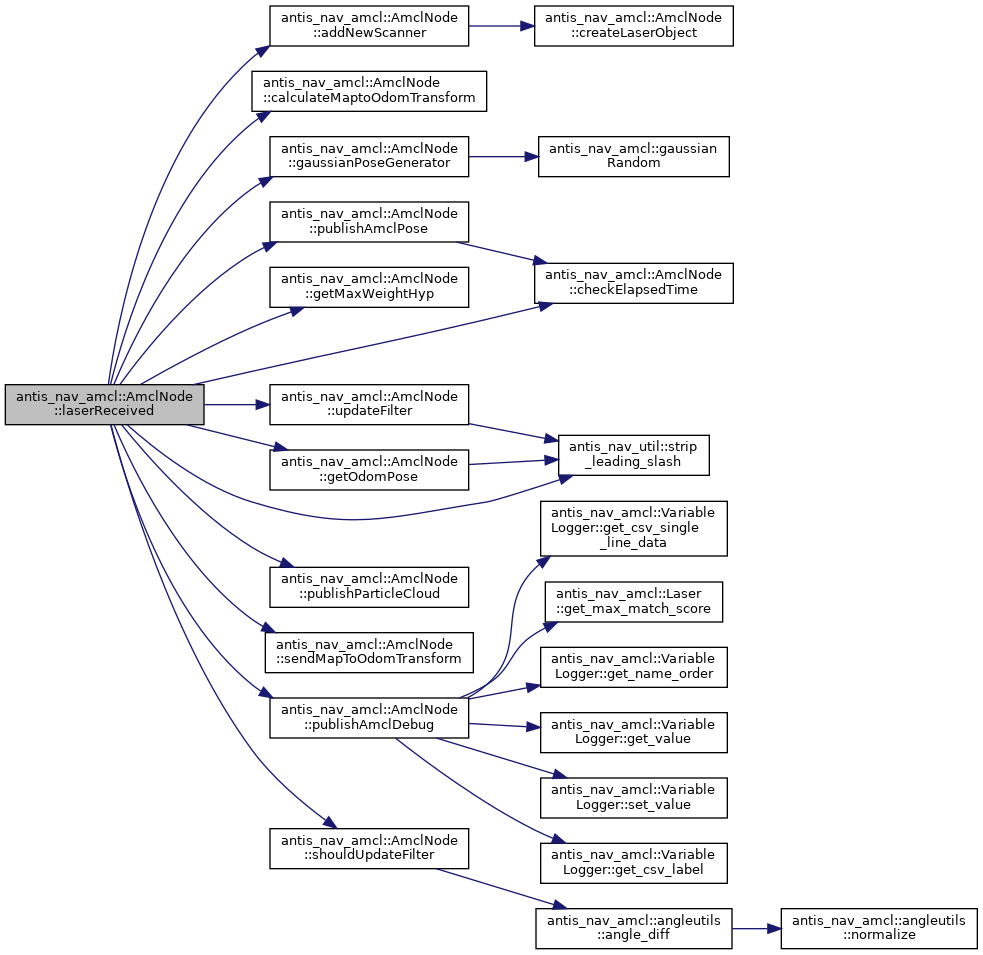 antis_nav_amcl::AmclNode
::laserReceived
antis_nav_amcl::AmclNode
::addNewScanner
antis_nav_amcl::AmclNode
::createLaserObject
antis_nav_amcl::AmclNode
::calculateMaptoOdomTransform
antis_nav_amcl::AmclNode
::gaussianPoseGenerator
antis_nav_amcl::gaussian
Random
antis_nav_amcl::AmclNode
::publishAmclPose
antis_nav_amcl::AmclNode
::checkElapsedTime
antis_nav_amcl::AmclNode
::getMaxWeightHyp
antis_nav_amcl::AmclNode
::updateFilter
antis_nav_util::strip
_leading_slash
antis_nav_amcl::AmclNode
::getOdomPose
antis_nav_amcl::AmclNode
::publishParticleCloud
antis_nav_amcl::AmclNode
::sendMapToOdomTransform
antis_nav_amcl::AmclNode
::publishAmclDebug
antis_nav_amcl::Variable
Logger::get_csv_single
_line_data
antis_nav_amcl::Laser
::get_max_match_score
antis_nav_amcl::Variable
Logger::get_name_order
antis_nav_amcl::Variable
Logger::get_value
antis_nav_amcl::Variable
Logger::set_value
antis_nav_amcl::Variable
Logger::get_csv_label
antis_nav_amcl::AmclNode
::shouldUpdateFilter
antis_nav_amcl::angleutils
::angle_diff
antis_nav_amcl::angleutils
::normalize